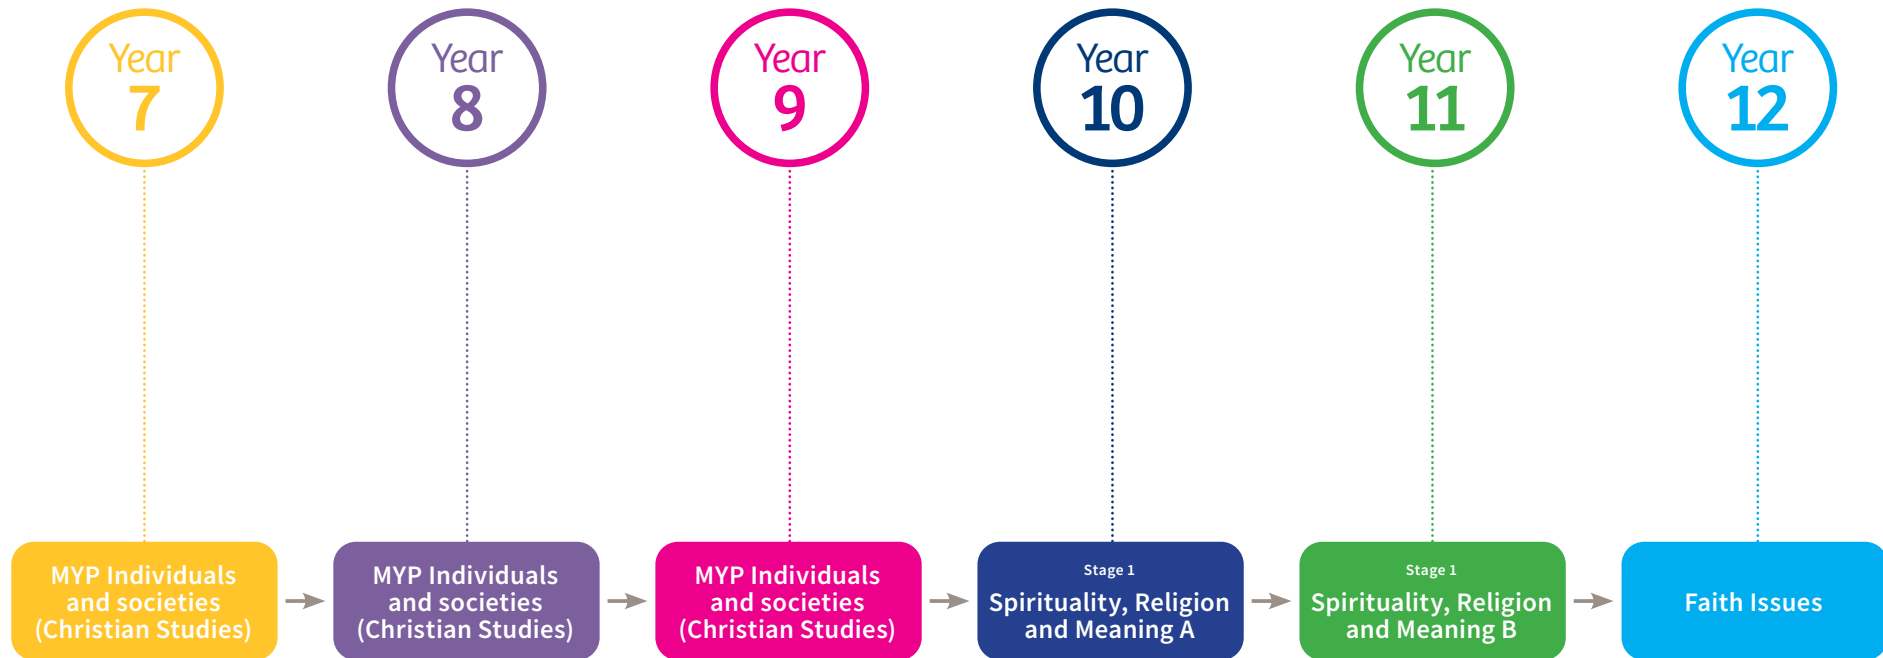 Year
7
Year
8
Year
9
Year
10
Year
11
Year
12
MYP Individuals
and societies
(Christian Studies)
MYP Individuals
and societies
(Christian Studies)
MYP Individuals
and societies
(Christian Studies)
Stage 1
Spirituality, Religion
and Meaning A
Stage 1
Spirituality, Religion
and Meaning B
Faith Issues